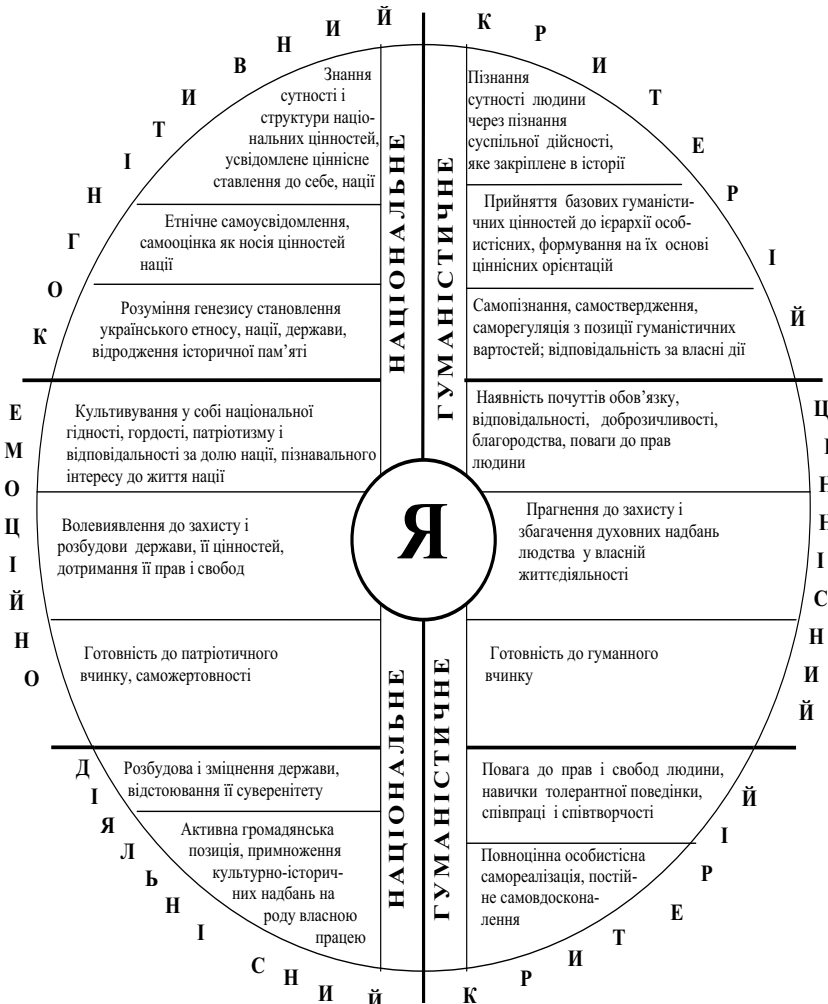 КОГНІТИВНИЙ КРИТЕРІЙ
НАЦІОНАЛЬНЕ
ГУМАНІСТИЧНЕ
Знання
сутності і
структури націо-
нальних цінностей,
усвідомлене ціннісне
ставлення до себе, нації
Етнічне самоусвідомлення,
самооцінка як носія цінностей
нації
Розуміння генезису становлення
українського етносу, нації, держави,
відродження історичної пам’яті
Пізнання
сутності людини
через пізнання
суспільної дійсності,
яке закріплене в історії
Прийняття базових гуманісти-
чних цінностей до ієрархії особ-
истісних, формування на їх основі
ціннісних орієнтацій
Самопізнання, самоствердження,
саморегуляція з позиції гуманістичних
вартостей; відповідальність за власні дії
ЕМОЦІЙНО
ЦІННІСНИЙ
Культивування у собі національної
гідності, гордості, патріотизму і
відповідальності за долю нації, пізнавального
інтересу до життя нації
Волевиявлення до захисту і
розбудови держави, її цінностей,
дотримання її прав і свобод
Готовність до патріотичного
вчинку, саможертовності
Я
Наявність почуттів обов’язку,
відповідальності, доброзичливості,
благородства, поваги до прав
людини
Прагнення до захисту і
збагачення духовних надбань
людства у власній
життєдіяльності
Готовність до гуманного
вчинку
ДІЯЛЬНІСНИЙ КРИТЕРІЙ
НАЦІОНАЛЬНЕ
ГУМАНІСТИЧНЕ
Розбудова і зміцнення держави,
відстоювання її суверенітету
Активна громадянська
позиція, примноження
культурно-історич-
них надбань на
роду власною
працею
Повага до прав і свобод людини,
навички толерантної поведінки,
співпраці і співтворчості
Повноцінна особистісна
самореалізація, постій-
не самовдоскона-
лення